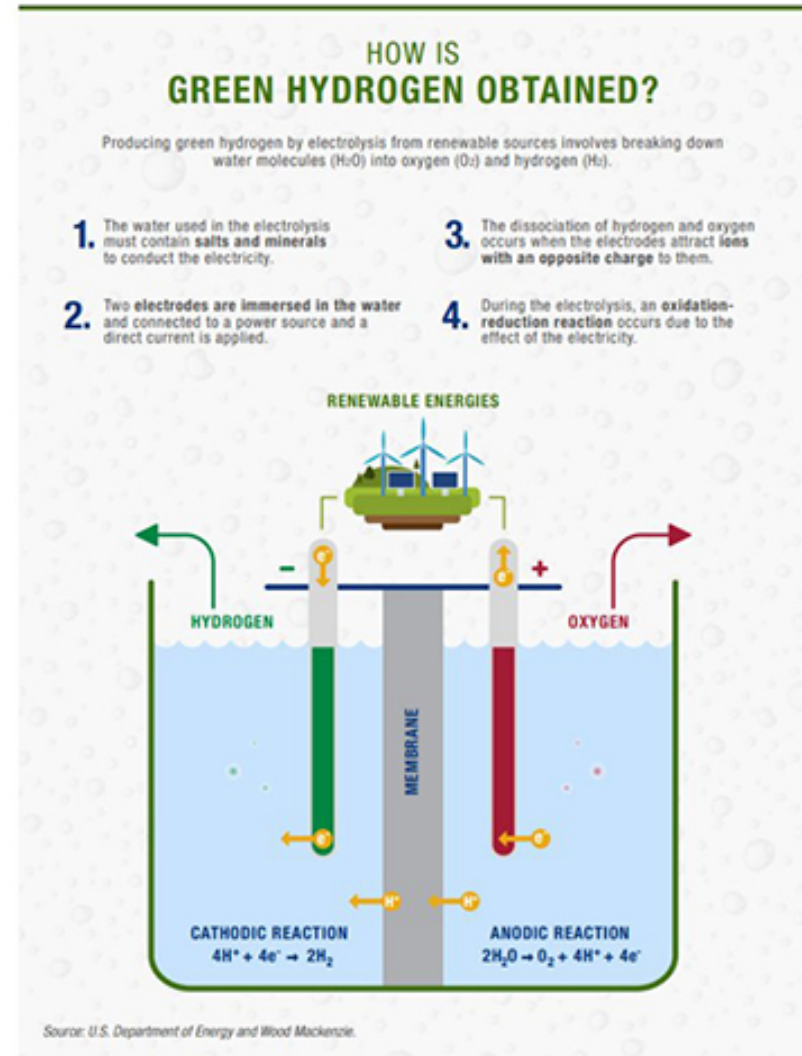 HOW IS
GREEN HYDROGEN OBTAINED?
Producing green hydrogen by electrolysis from renewable sources involves breaking down
water molecules (H₂O) into oxygen (O₂) and hydrogen (H₂).
1. The water used in the electrolysis
must contain salts and minerals
to conduct the electricity.
2. Two electrodes are immersed in the water
and connected to a power source and a
direct current is applied.
3. The dissociation of hydrogen and oxygen
occurs when the electrodes attract ions
with an opposite charge to them.
4. During the electrolysis, an oxidation-
reduction reaction occurs due to the
effect of the electricity.
RENEWABLE ENERGIES
e⁻
e⁻
− +
HYDROGEN
OXYGEN
MEMBRANE
e⁻
e⁻
H⁺
H⁺
CATHODIC REACTION
4H⁺ + 4e⁻ → 2H₂
ANODIC REACTION
2H₂O → O₂ + 4H⁺ + 4e⁻
Source: U.S. Department of Energy and Wood Mackenzie.